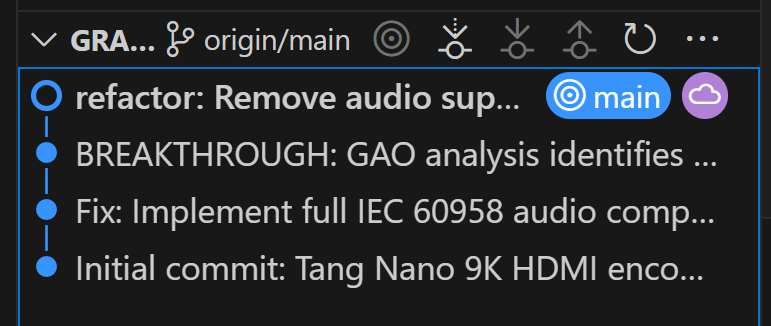 GRA... origin/main
refactor: Remove audio sup... main
BREAKTHROUGH: GAO analysis identifies ...
Fix: Implement full IEC 60958 audio comp...
Initial commit: Tang Nano 9K HDMI enco...